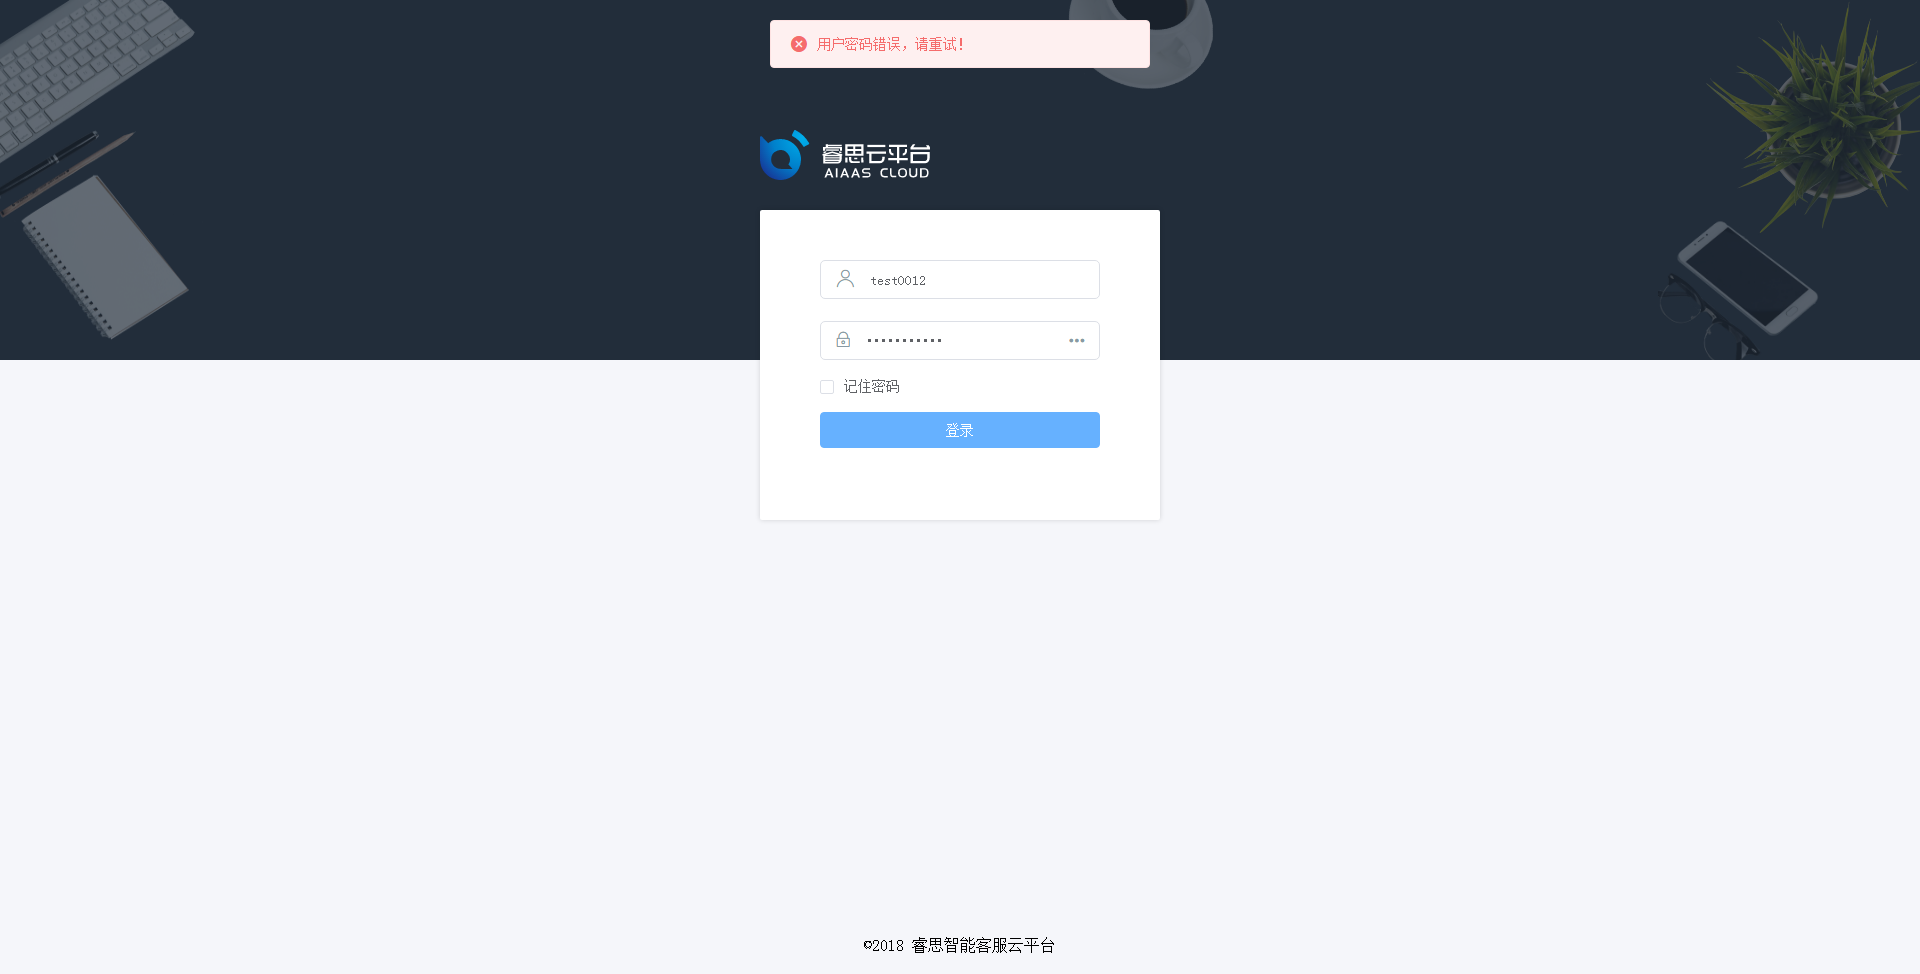 用户密码错误，请重试！
睿思云平台
AIAAS CLOUD
test0012
记住密码
登录
©2018 睿思智能客服云平台